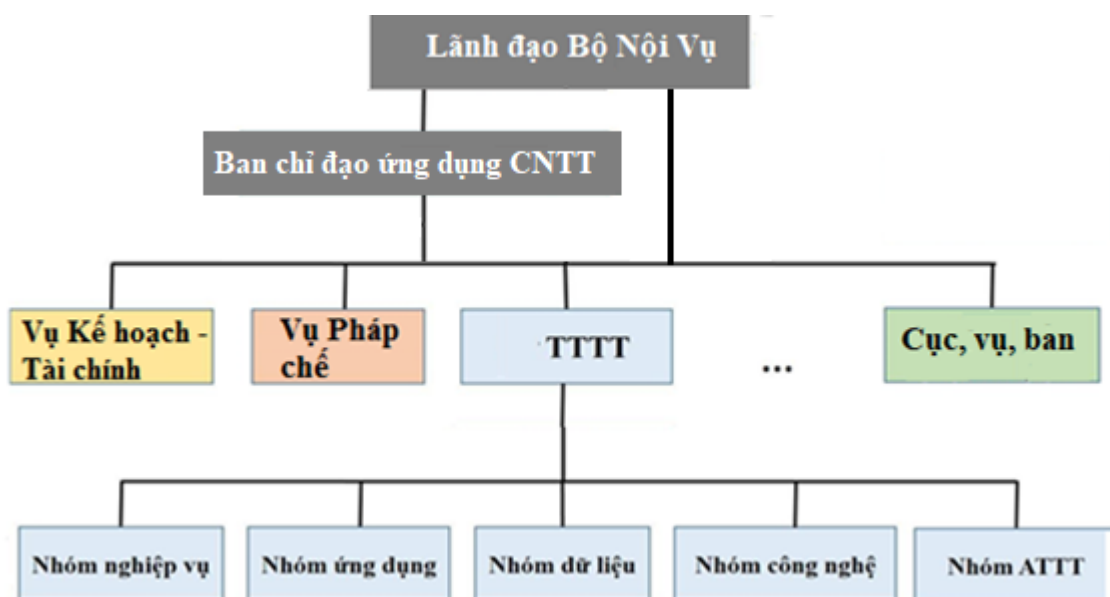 Lãnh đạo Bộ Nội Vụ
Ban chỉ đạo ứng dụng CNTT
Vụ Kế hoạch -
Tài chính
Vụ Pháp
chế
TTTT
...
Cục, vụ, ban
Nhóm nghiệp vụ
Nhóm ứng dụng
Nhóm dữ liệu
Nhóm công nghệ
Nhóm ATTT